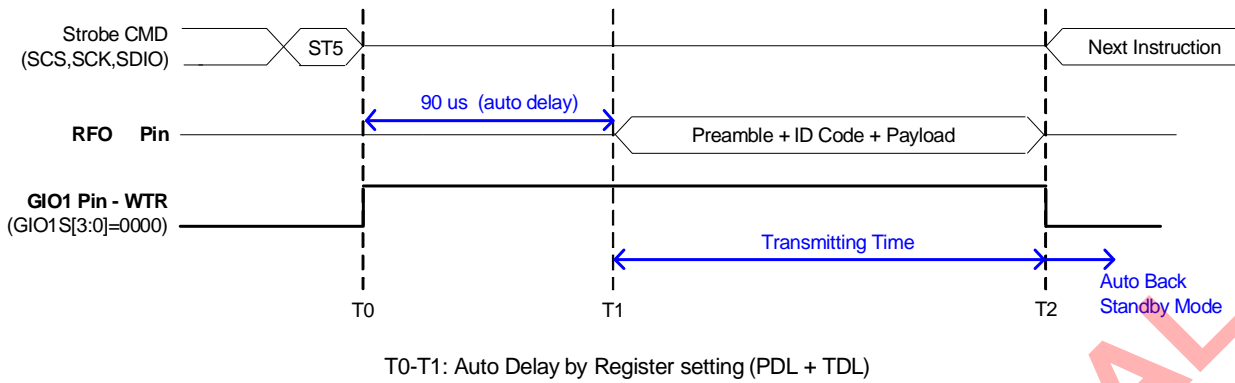 Strobe CMD
(SCS,SCK,SDIO)
ST5
Next Instruction
90 us (auto delay)
RFO Pin
Preamble + ID Code + Payload
GIO1 Pin - WTR
(GIO1S[3:0]=0000)
Transmitting Time
Auto Back
Standby Mode
T0
T1
T2
T0-T1: Auto Delay by Register setting (PDL + TDL)
AL